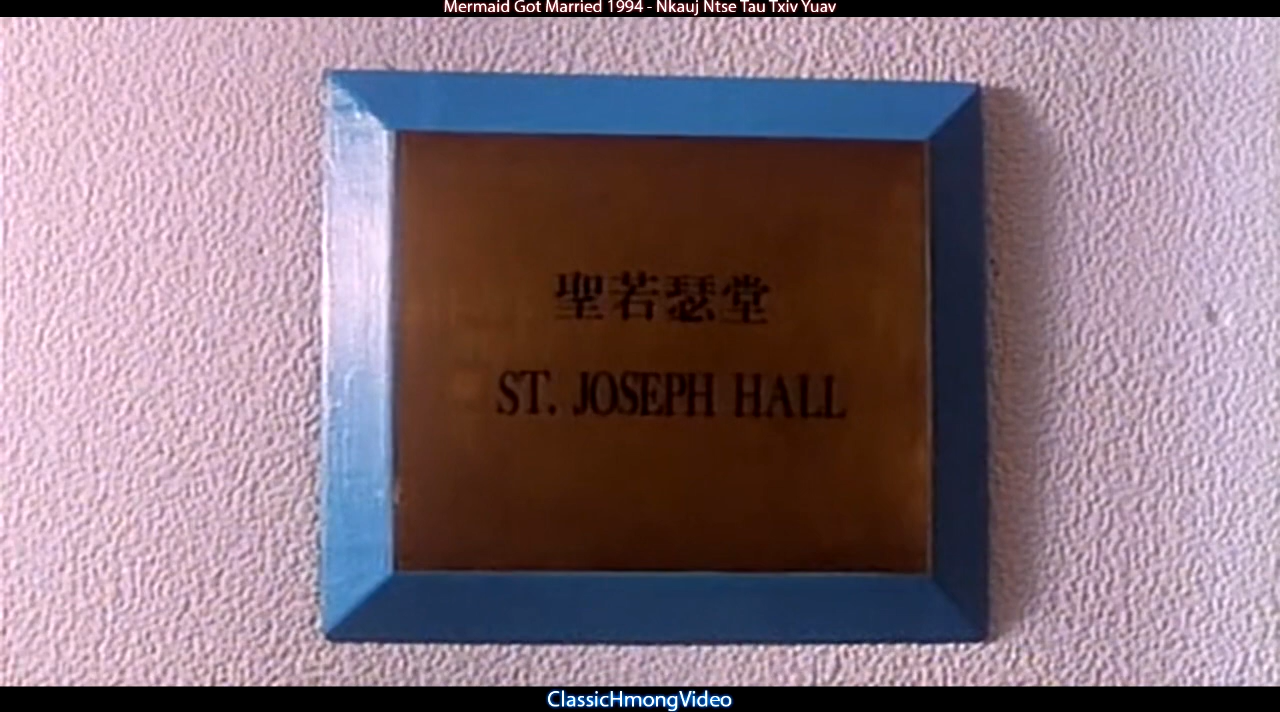 Mermaid Got Married 1994 - Nkauj Ntse Tau Txiv Yuav
聖若瑟堂
ST. JOSEPH HALL
ClassicHmongVideo